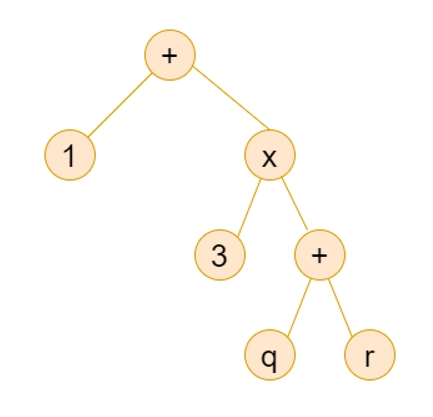 +
1 x
3 +
q r